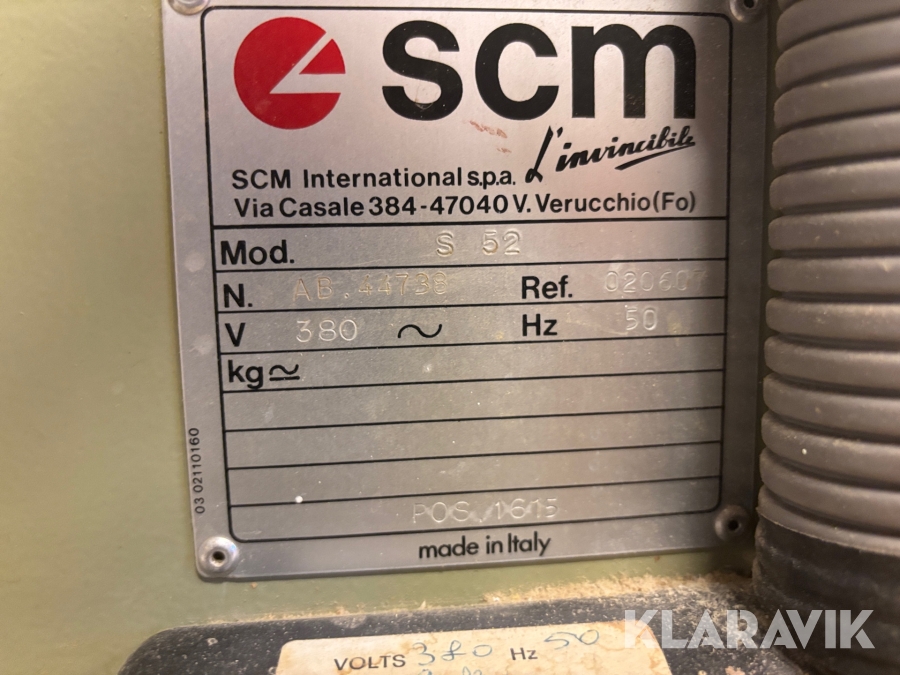 scm
L'invincibile
SCM International s.p.a.
Via Casale 384-47040 V. Verucchio (Fo)
Mod. S 52
N. AB.44738 Ref. 020607
V 380 ~ Hz 50
kg≃
POS./1615
made in Italy
03 02110160
VOLTS 380 Hz 50
KLARAVIK